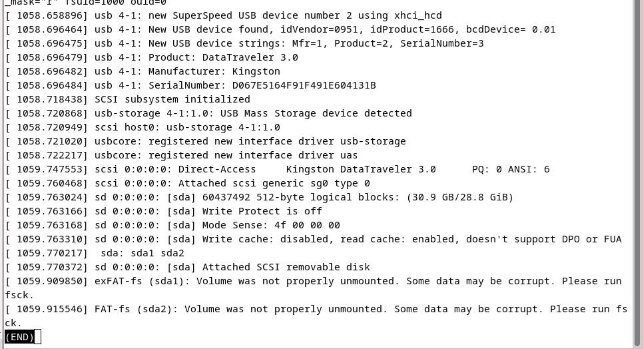 _mask="r" fsuid=1000 ouid=0
[ 1058.658896] usb 4-1: new SuperSpeed USB device number 2 using xhci_hcd
[ 1058.696464] usb 4-1: New USB device found, idVendor=0951, idProduct=1666, bcdDevice= 0.01
[ 1058.696475] usb 4-1: New USB device strings: Mfr=1, Product=2, SerialNumber=3
[ 1058.696479] usb 4-1: Product: DataTraveler 3.0
[ 1058.696482] usb 4-1: Manufacturer: Kingston
[ 1058.696484] usb 4-1: SerialNumber: D067E5164F91F491E604131B
[ 1058.718438] SCSI subsystem initialized
[ 1058.720868] usb-storage 4-1:1.0: USB Mass Storage device detected
[ 1058.720949] scsi host0: usb-storage 4-1:1.0
[ 1058.721020] usbcore: registered new interface driver usb-storage
[ 1058.722217] usbcore: registered new interface driver uas
[ 1059.747553] scsi 0:0:0:0: Direct-Access     Kingston DataTraveler 3.0      PQ: 0 ANSI: 6
[ 1059.760468] scsi 0:0:0:0: Attached scsi generic sg0 type 0
[ 1059.763024] sd 0:0:0:0: [sda] 60437492 512-byte logical blocks: (30.9 GB/28.8 GiB)
[ 1059.763166] sd 0:0:0:0: [sda] Write Protect is off
[ 1059.763168] sd 0:0:0:0: [sda] Mode Sense: 4f 00 00 00
[ 1059.763310] sd 0:0:0:0: [sda] Write cache: disabled, read cache: enabled, doesn't support DPO or FUA
[ 1059.770217]  sda: sda1 sda2
[ 1059.770372] sd 0:0:0:0: [sda] Attached SCSI removable disk
[ 1059.909850] exFAT-fs (sda1): Volume was not properly unmounted. Some data may be corrupt. Please run
fsck.
[ 1059.915546] FAT-fs (sda2): Volume was not properly unmounted. Some data may be corrupt. Please run fs
ck.
(END)